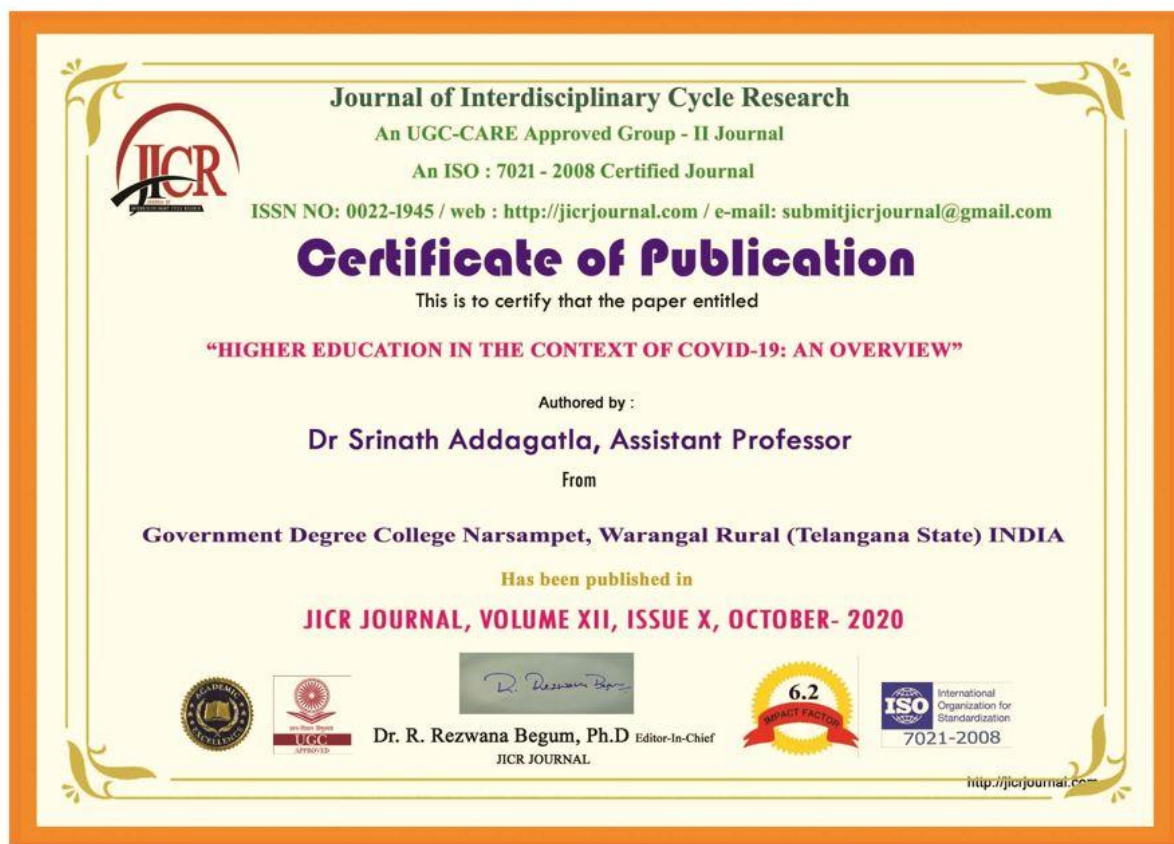 Journal of Interdisciplinary Cycle Research
An UGC-CARE Approved Group - II Journal
An ISO : 7021 - 2008 Certified Journal
ISSN NO: 0022-1945 / web : http://jicrjournal.com / e-mail: submitjicrjournal@gmail.com
JICR
Certificate of Publication
This is to certify that the paper entitled
“HIGHER EDUCATION IN THE CONTEXT OF COVID-19: AN OVERVIEW”
Authored by :
Dr Srinath Addagatla, Assistant Professor
From
Government Degree College Narsampet, Warangal Rural (Telangana State) INDIA
Has been published in
JICR JOURNAL, VOLUME XII, ISSUE X, OCTOBER- 2020
ACADEMIC
EXCELLENCE
UGC
APPROVED
Dr. R. Rezwana Begum, Ph.D Editor-In-Chief
JICR JOURNAL
6.2
IMPACT FACTOR
ISO
International
Organization for
Standardization
7021-2008
http://jicrjournal.com